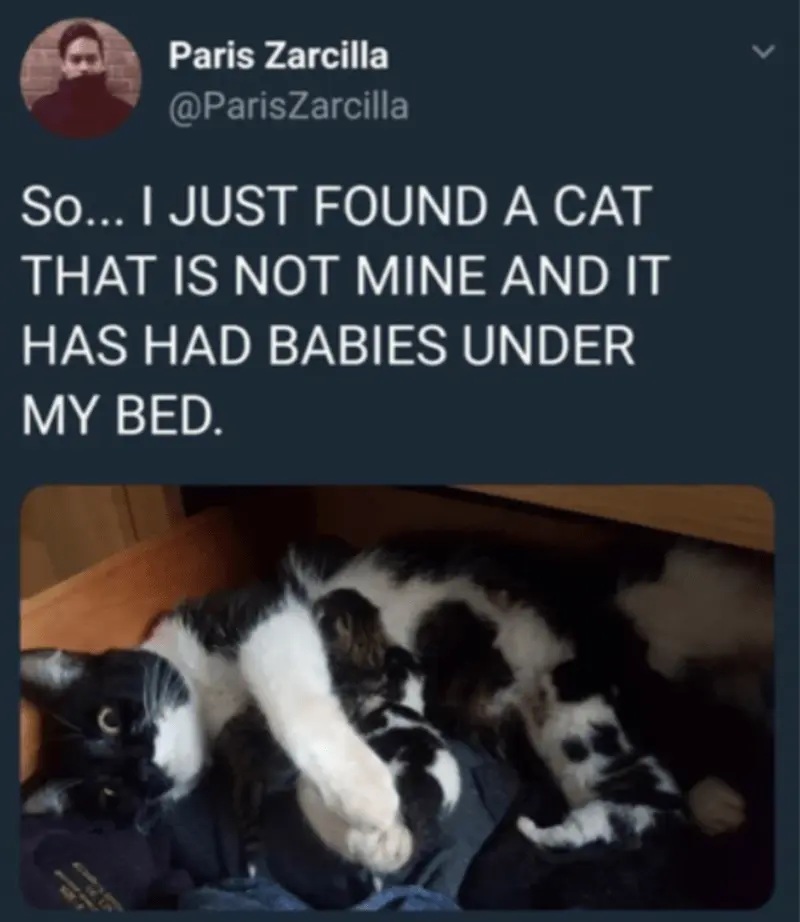 Paris Zarcilla
@ParisZarcilla
So... I JUST FOUND A CAT
THAT IS NOT MINE AND IT
HAS HAD BABIES UNDER
MY BED.